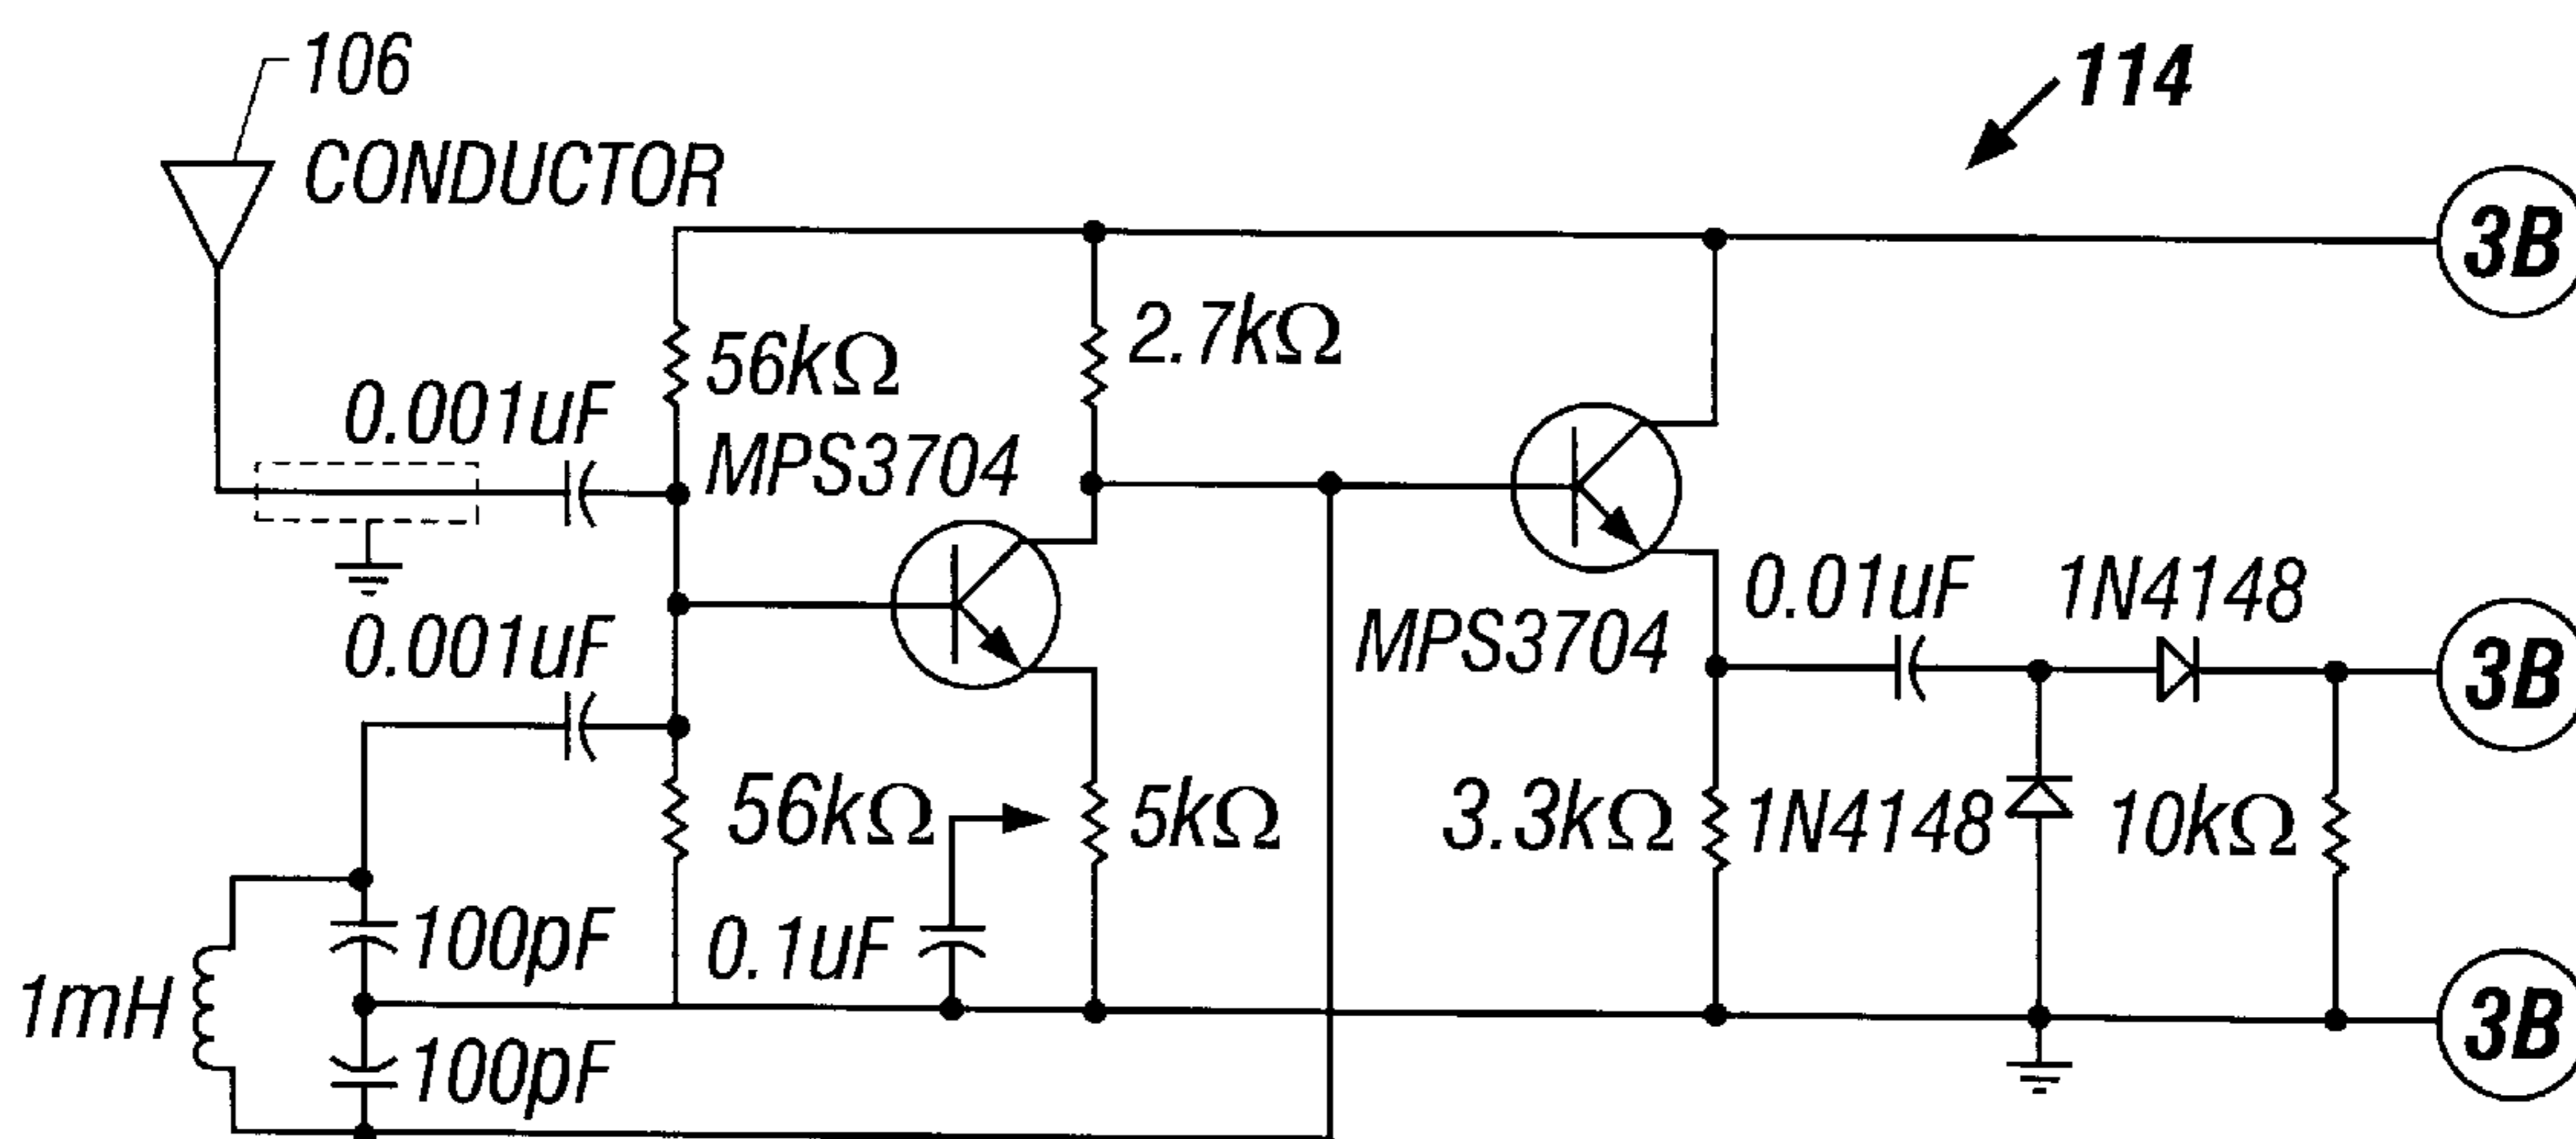 106
CONDUCTOR
114
3B
56kΩ
2.7kΩ
0.001uF
MPS3704
0.001uF
MPS3704
0.01uF
1N4148
3B
56kΩ
5kΩ
3.3kΩ
1N4148
10kΩ
100pF
0.1uF
1mH
3B
100pF